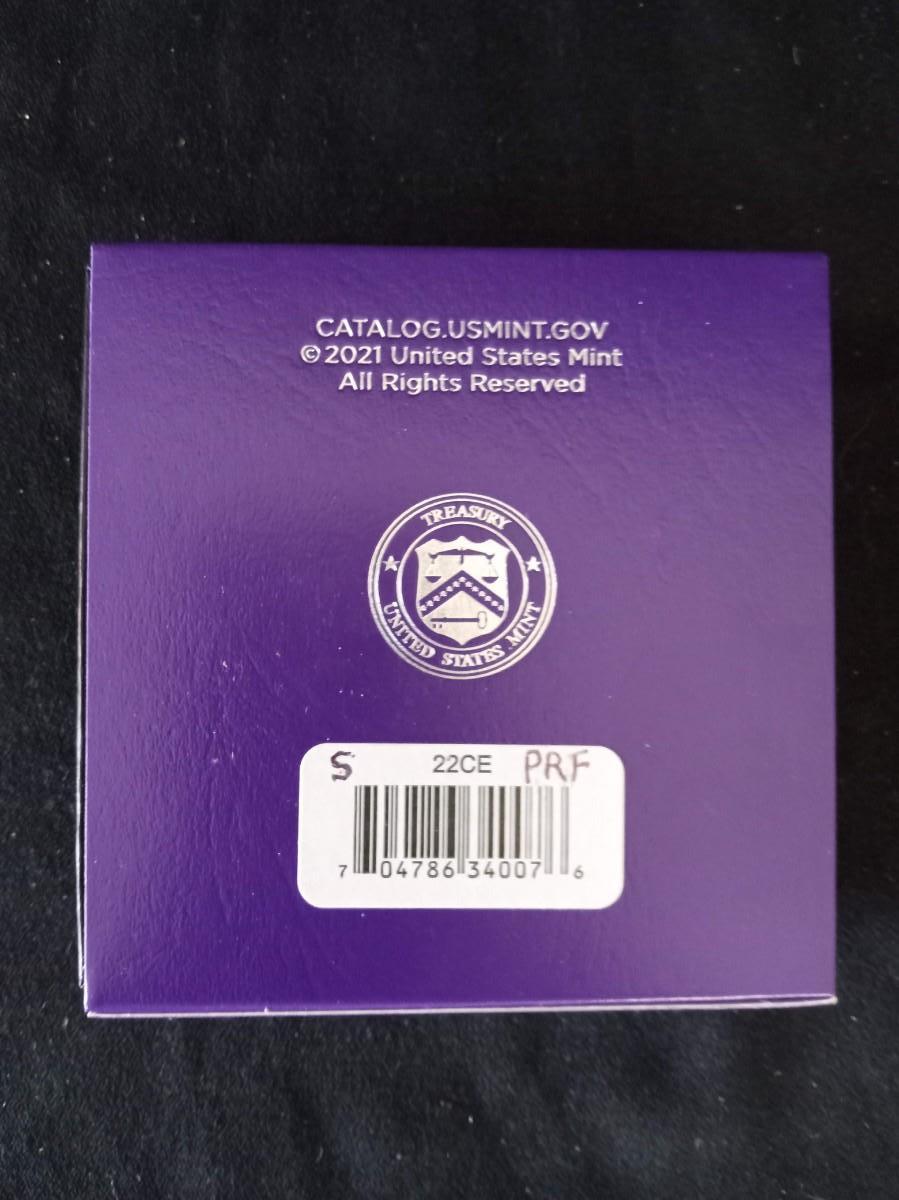 CATALOG.USMINT.GOV
© 2021 United States Mint
All Rights Reserved
TREASURY
UNITED STATES MINT
S 22CE PRF
7 04786 34007 6